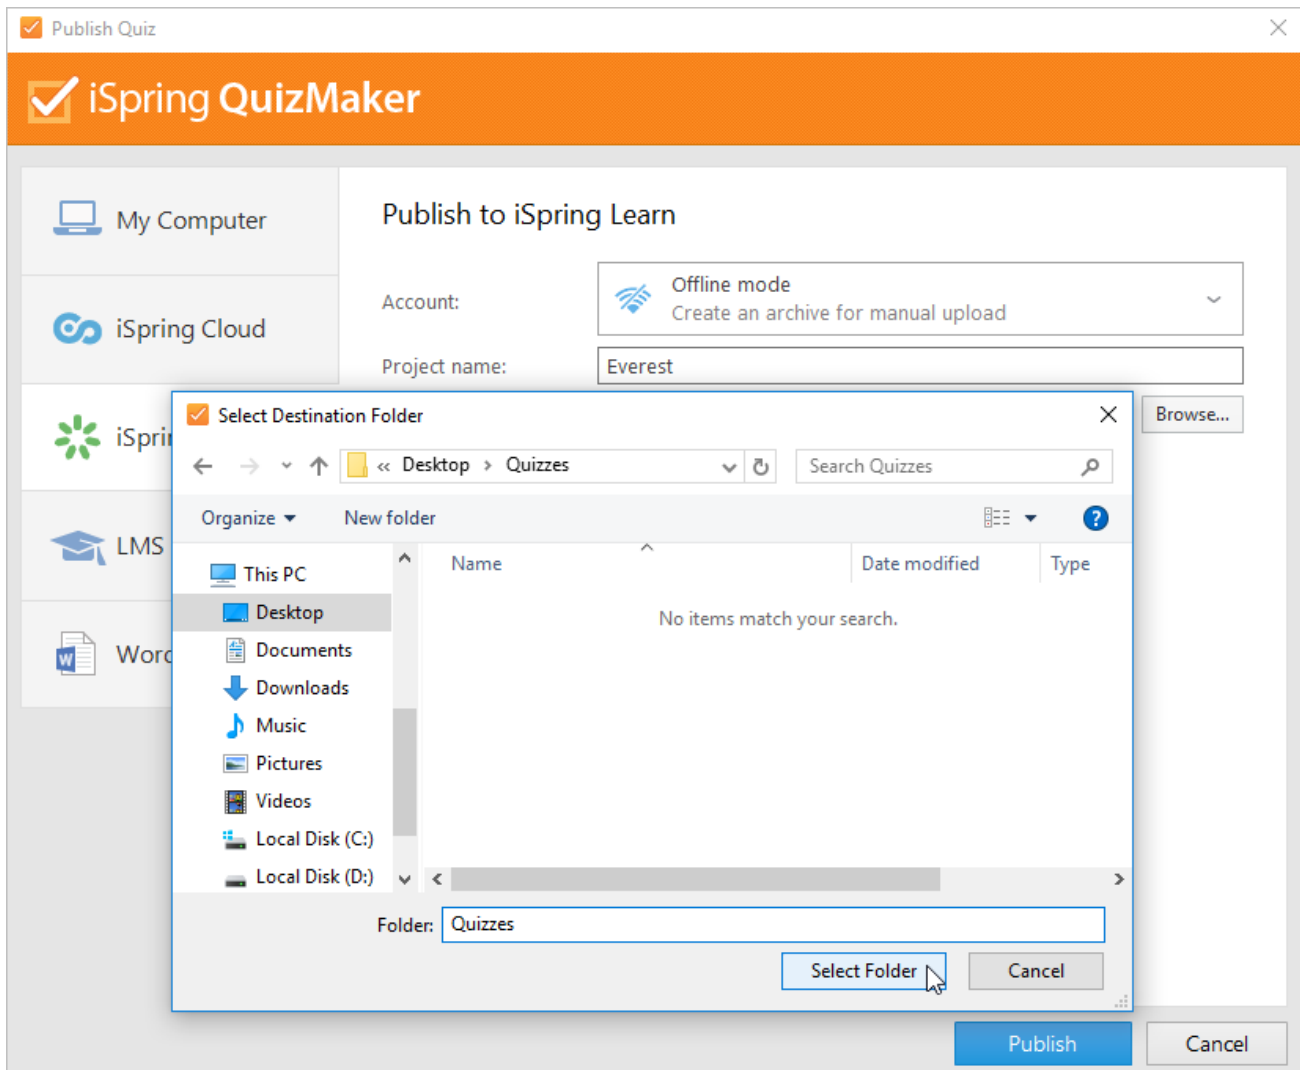 Publish Quiz
iSpring QuizMaker
My Computer
iSpring Cloud
LMS
Publish to iSpring Learn
Account:
Offline mode
Create an archive for manual upload
Project name:
Everest
Browse...
Select Destination Folder
« Desktop > Quizzes
Search Quizzes
Organize
New folder
?
This PC
Desktop
Documents
Downloads
Music
Pictures
Videos
Local Disk (C:)
Local Disk (D:)
Name
Date modified
Type
No items match your search.
Folder:
Quizzes
Select Folder
Cancel
Publish
Cancel